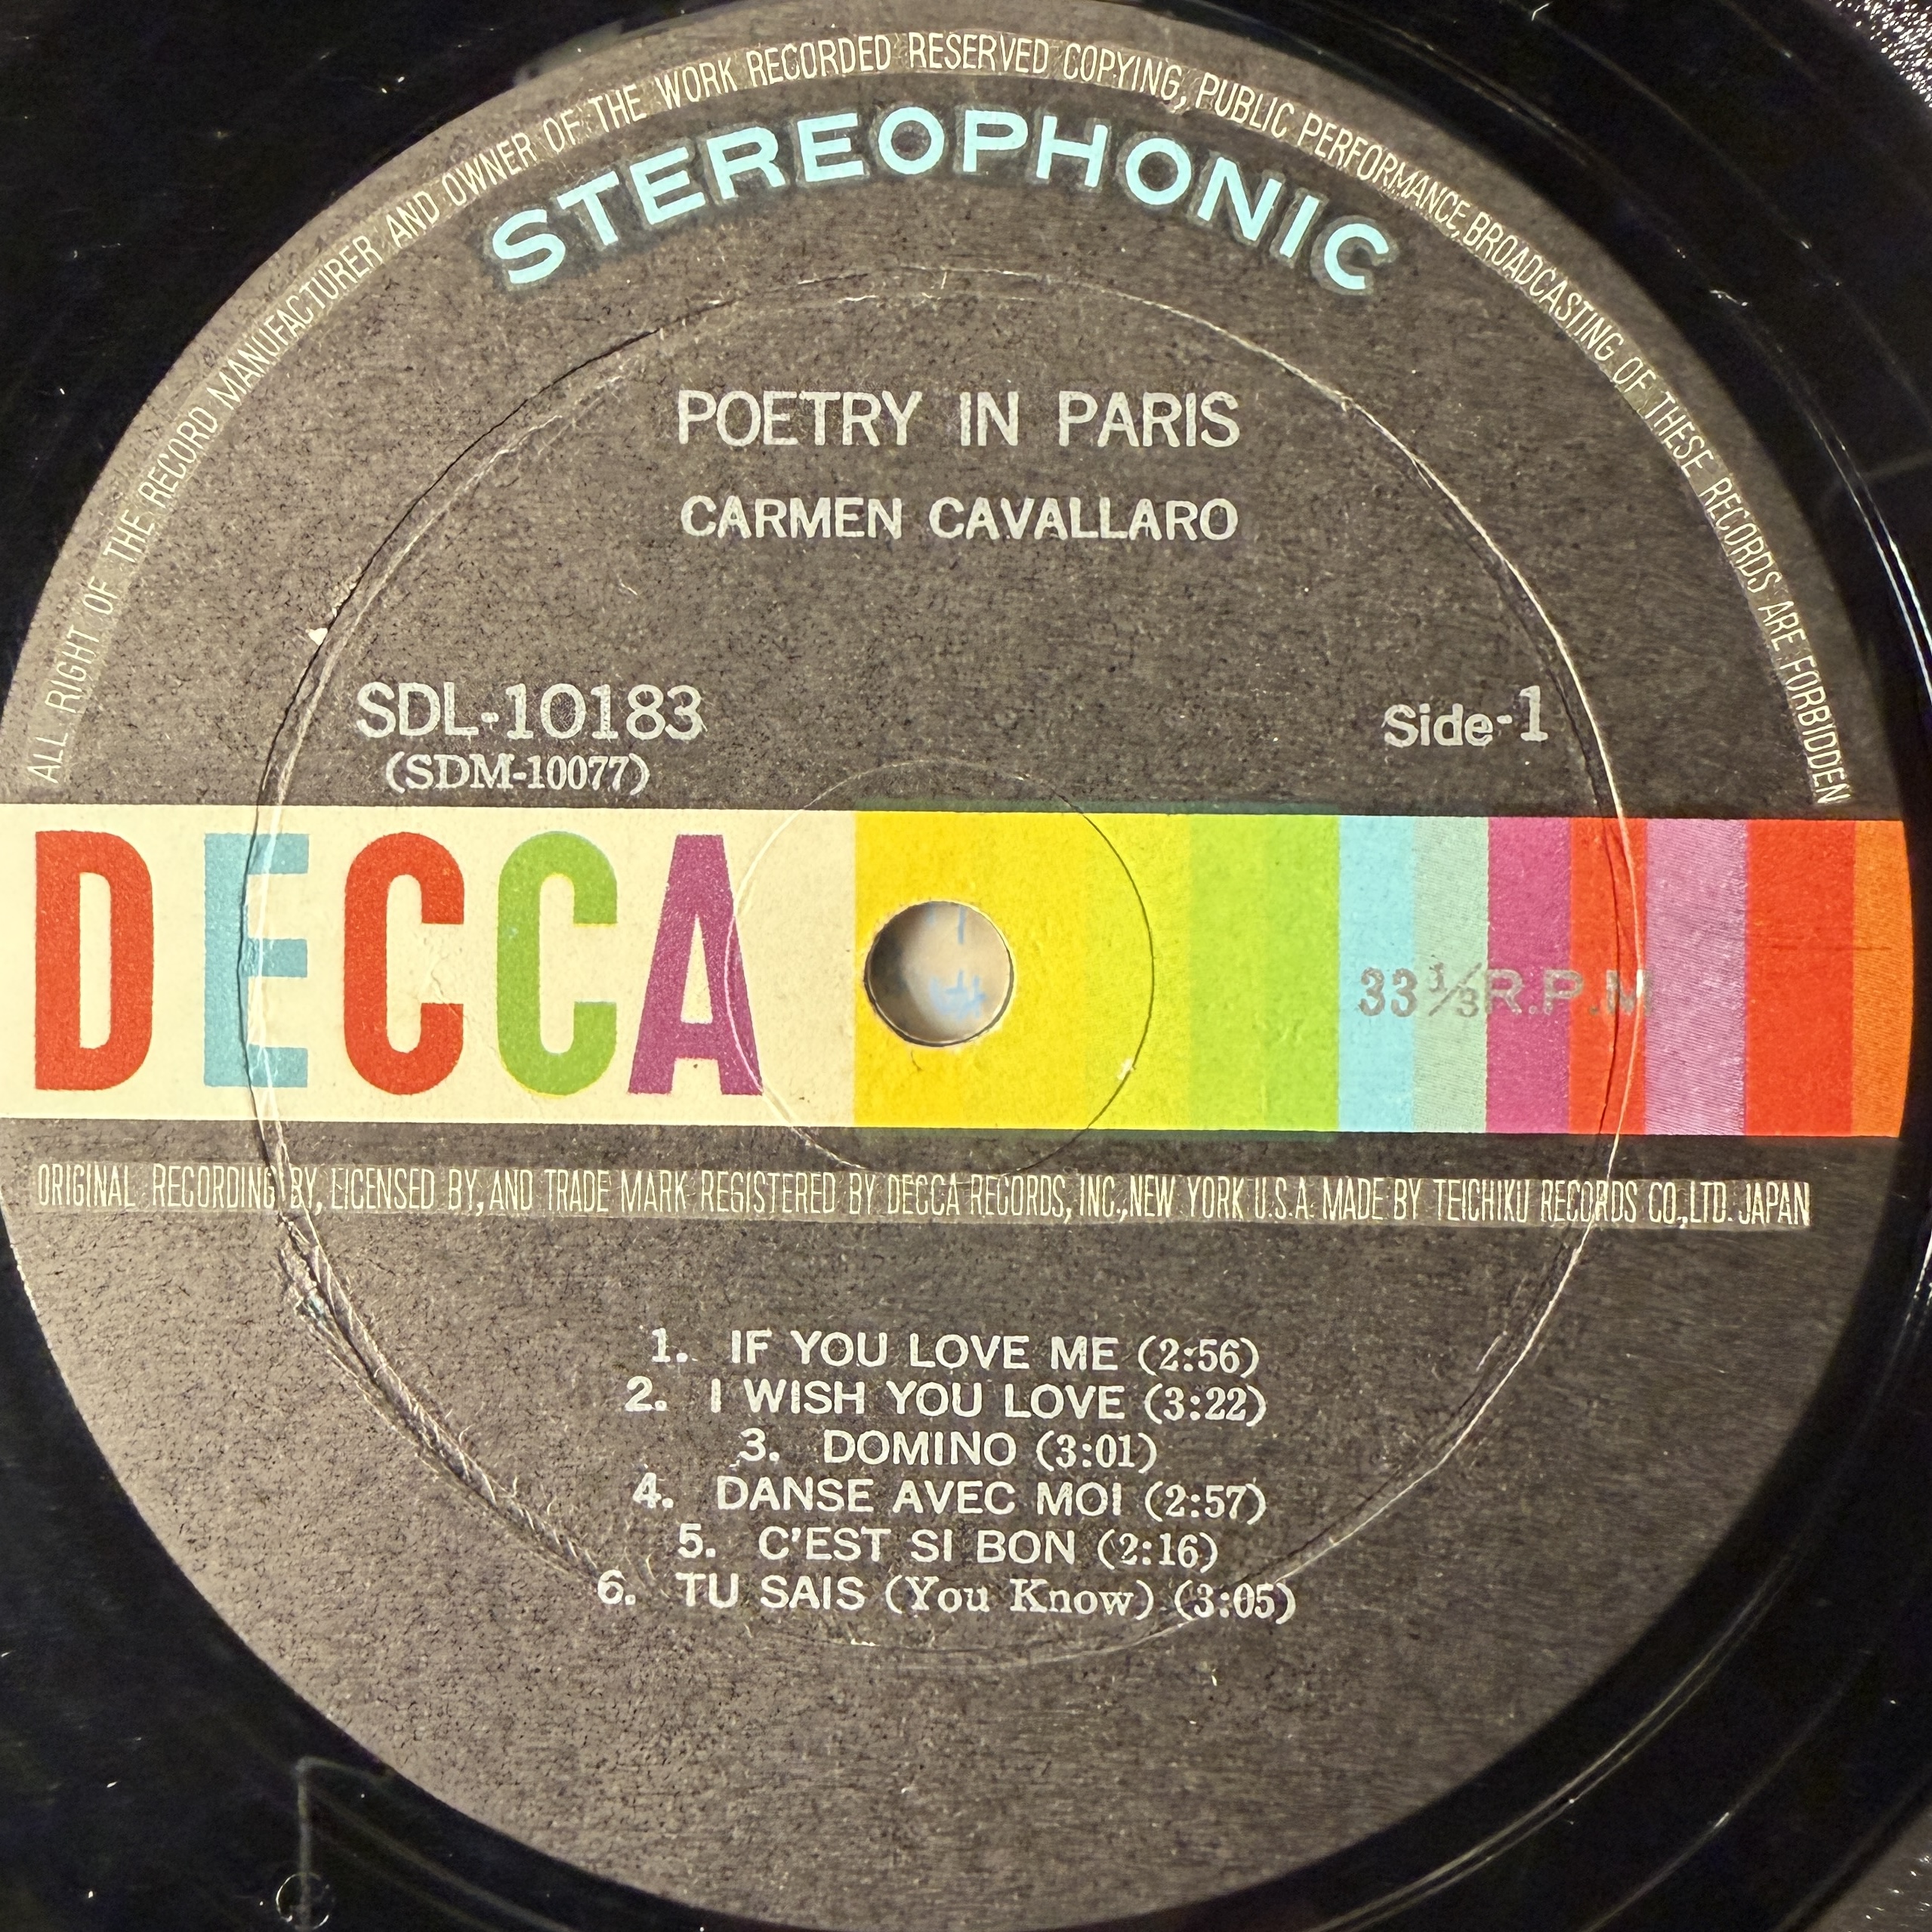 ALL RIGHT OF THE RECORD MANUFACTURER AND OWNER OF THE WORK RECORDED RESERVED COPYING, PUBLIC PERFORMANCE, BROADCASTING OF THESE RECORDS ARE FORBIDDEN
STEREOPHONIC
POETRY IN PARIS
CARMEN CAVALLARO
SDL-10183
Side-1
(SDM-10077)
DECCA
33 1/3 R.P.M
ORIGINAL RECORDING BY, LICENSED BY, AND TRADE MARK REGISTERED BY DECCA RECORDS, INC., NEW YORK U.S.A. MADE BY TEICHIKU RECORDS CO., LTD. JAPAN
1. IF YOU LOVE ME (2:56)
2. I WISH YOU LOVE (3:22)
3. DOMINO (3:01)
4. DANSE AVEC MOI (2:57)
5. C'EST SI BON (2:16)
6. TU SAIS (You Know) (3:05)